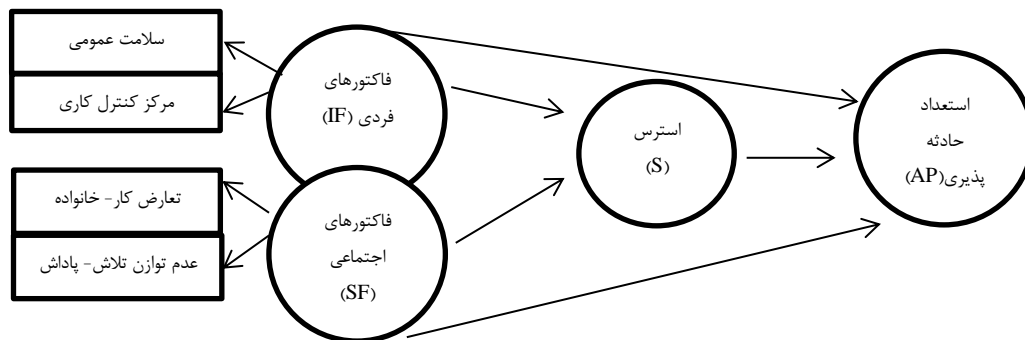 سلامت عمومی
مرکز کنترل کاری
تعارض کار- خانواده
عدم توازن تلاش- پاداش
فاکتورهای
فردی (IF)
فاکتورهای
اجتماعی
(SF)
استرس
(S)
استعداد
حادثه
پذیری(AP)